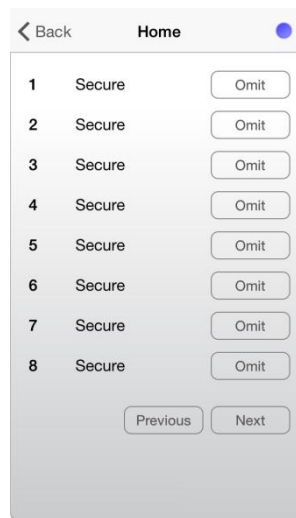 Back Home
1 Secure Omit
2 Secure Omit
3 Secure Omit
4 Secure Omit
5 Secure Omit
6 Secure Omit
7 Secure Omit
8 Secure Omit
Previous Next